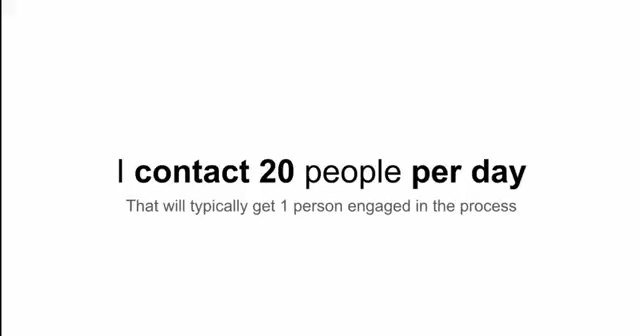 I contact 20 people per day
That will typically get 1 person engaged in the process